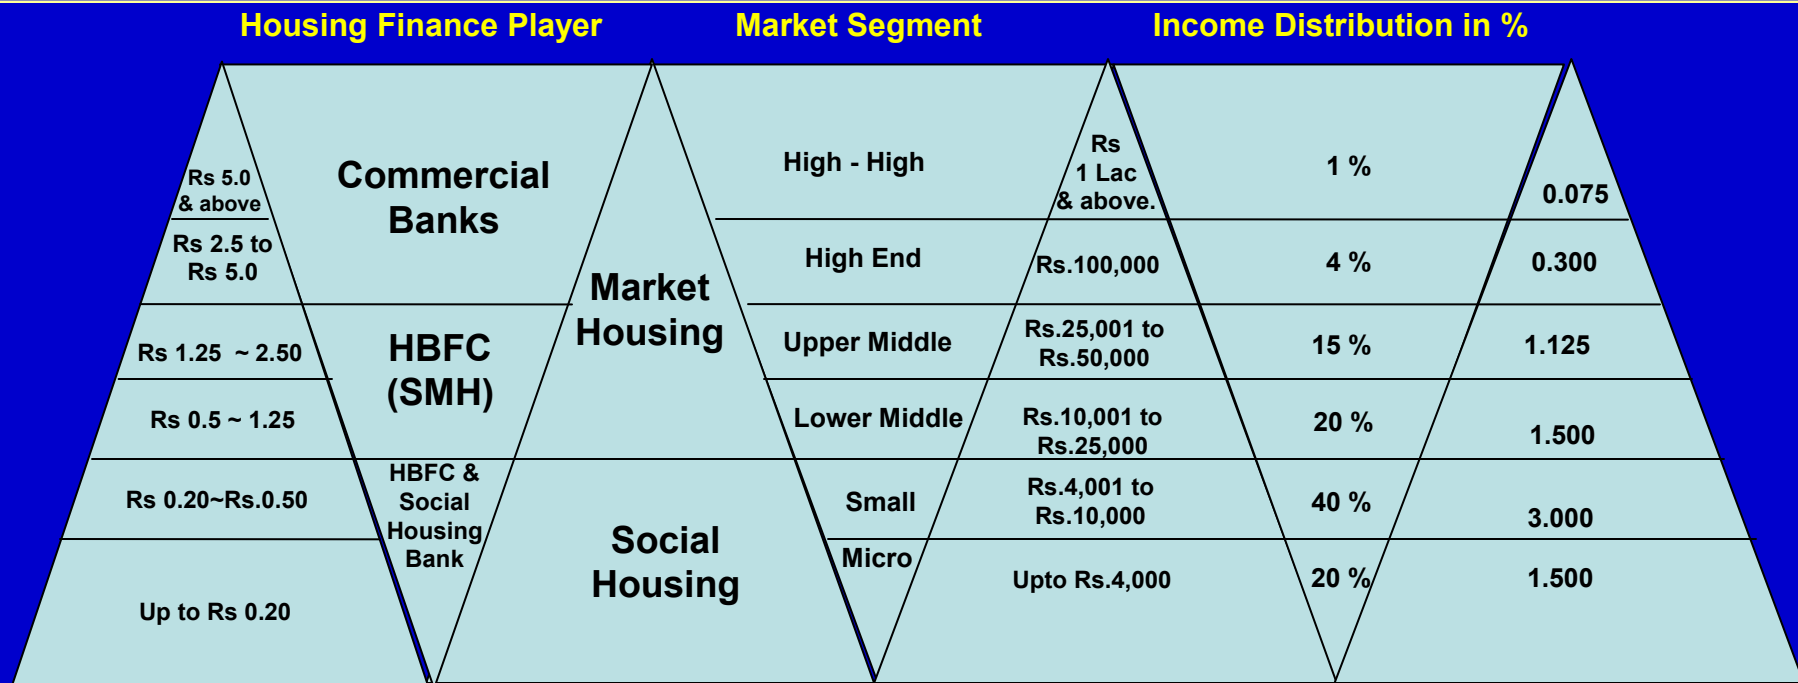 Housing Finance Player
Market Segment
Income Distribution in %
Rs 5.0
& above
Commercial
Banks
High - High
Rs
1 Lac
& above.
1 %
0.075
Rs 2.5 to
Rs 5.0
High End
Rs.100,000
4 %
0.300
Market
Housing
Rs 1.25 ~ 2.50
HBFC
(SMH)
Upper Middle
Rs.25,001 to
Rs.50,000
15 %
1.125
Rs 0.5 ~ 1.25
Lower Middle
Rs.10,001 to
Rs.25,000
20 %
1.500
Rs 0.20~Rs.0.50
HBFC &
Social
Housing
Bank
Small
Rs.4,001 to
Rs.10,000
40 %
3.000
Social
Housing
Micro
Upto Rs.4,000
20 %
1.500
Up to Rs 0.20